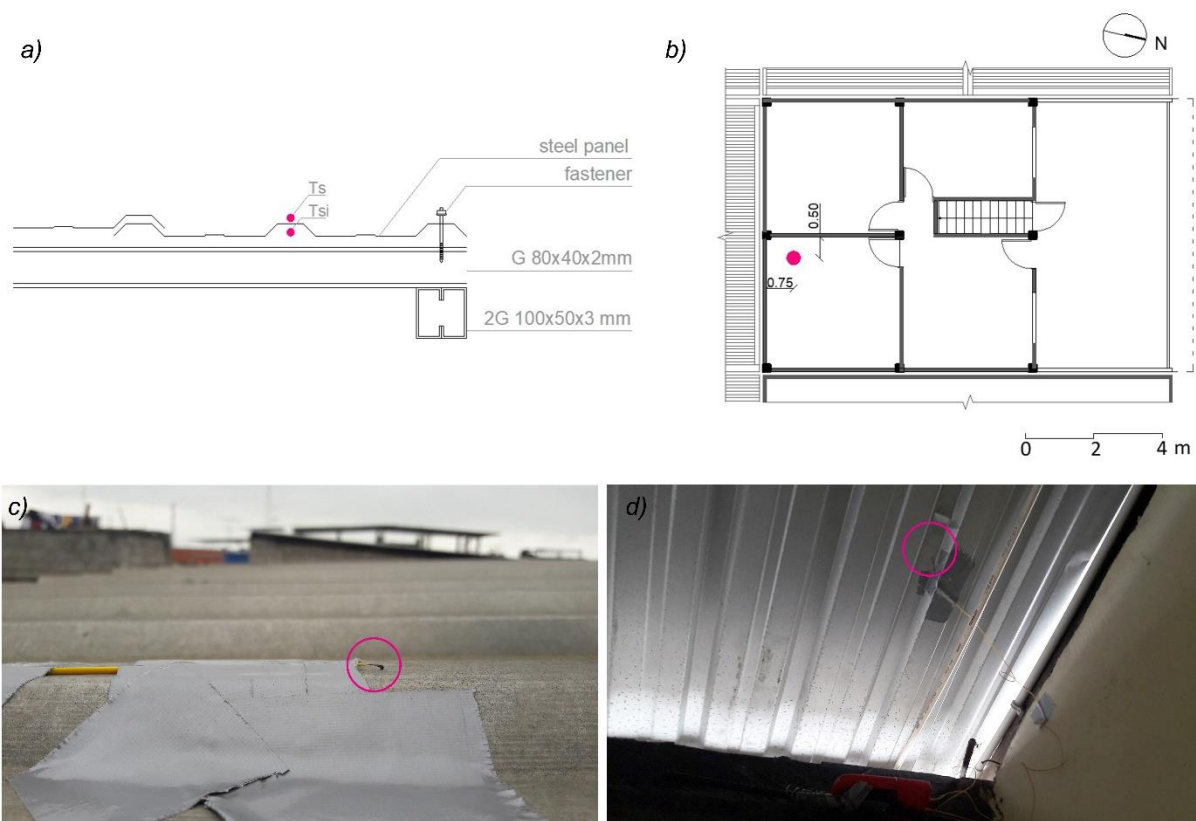 a)
steel panel
fastener
Ts
Tsi
G 80x40x2mm
2G 100x50x3 mm
b)
N
0.50
0.75
0 2 4 m
c)
d)